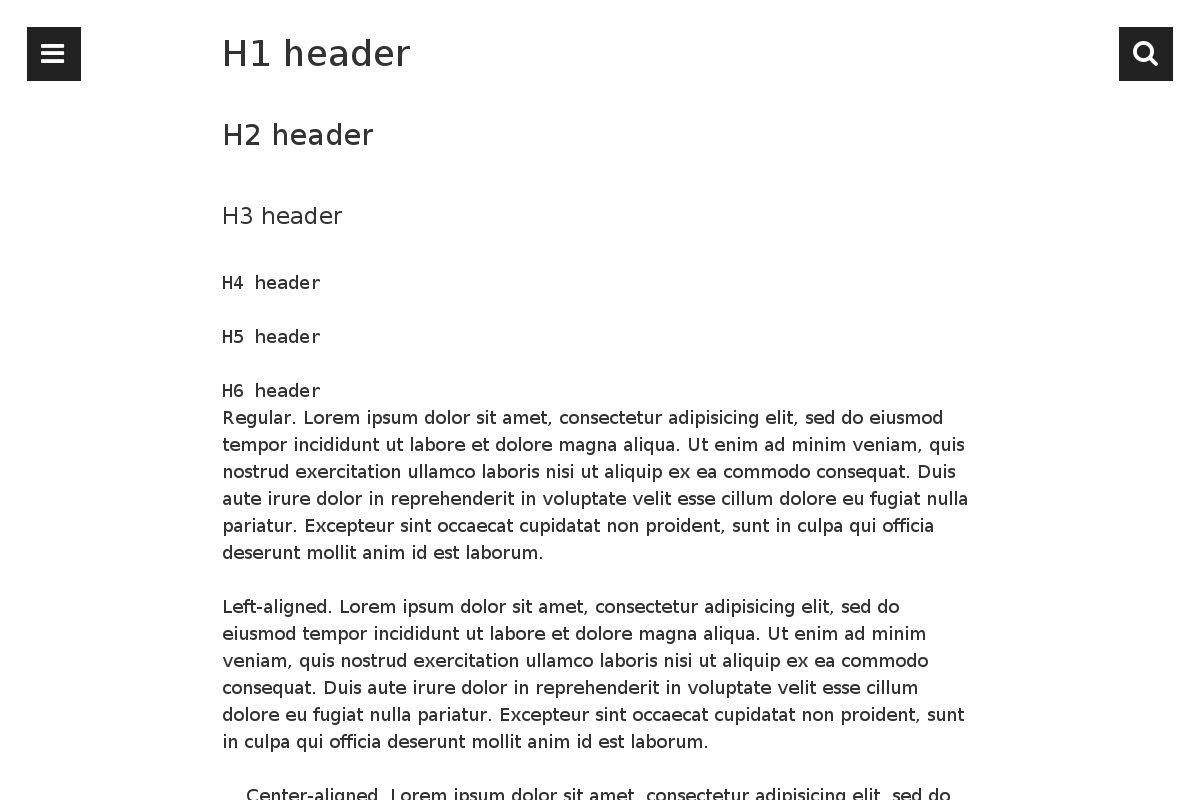 H1 header
H2 header
H3 header
H4 header
H5 header
H6 header
Regular. Lorem ipsum dolor sit amet, consectetur adipisicing elit, sed do eiusmod
tempor incididunt ut labore et dolore magna aliqua. Ut enim ad minim veniam, quis
nostrud exercitation ullamco laboris nisi ut aliquip ex ea commodo consequat. Duis
aute irure dolor in reprehenderit in voluptate velit esse cillum dolore eu fugiat nulla
pariatur. Excepteur sint occaecat cupidatat non proident, sunt in culpa qui officia
deserunt mollit anim id est laborum.
Left-aligned. Lorem ipsum dolor sit amet, consectetur adipisicing elit, sed do
eiusmod tempor incididunt ut labore et dolore magna aliqua. Ut enim ad minim
veniam, quis nostrud exercitation ullamco laboris nisi ut aliquip ex ea commodo
consequat. Duis aute irure dolor in reprehenderit in voluptate velit esse cillum
dolore eu fugiat nulla pariatur. Excepteur sint occaecat cupidatat non proident, sunt
in culpa qui officia deserunt mollit anim id est laborum.
Center-aligned. Lorem ipsum dolor sit amet, consectetur adipisicing elit, sed do